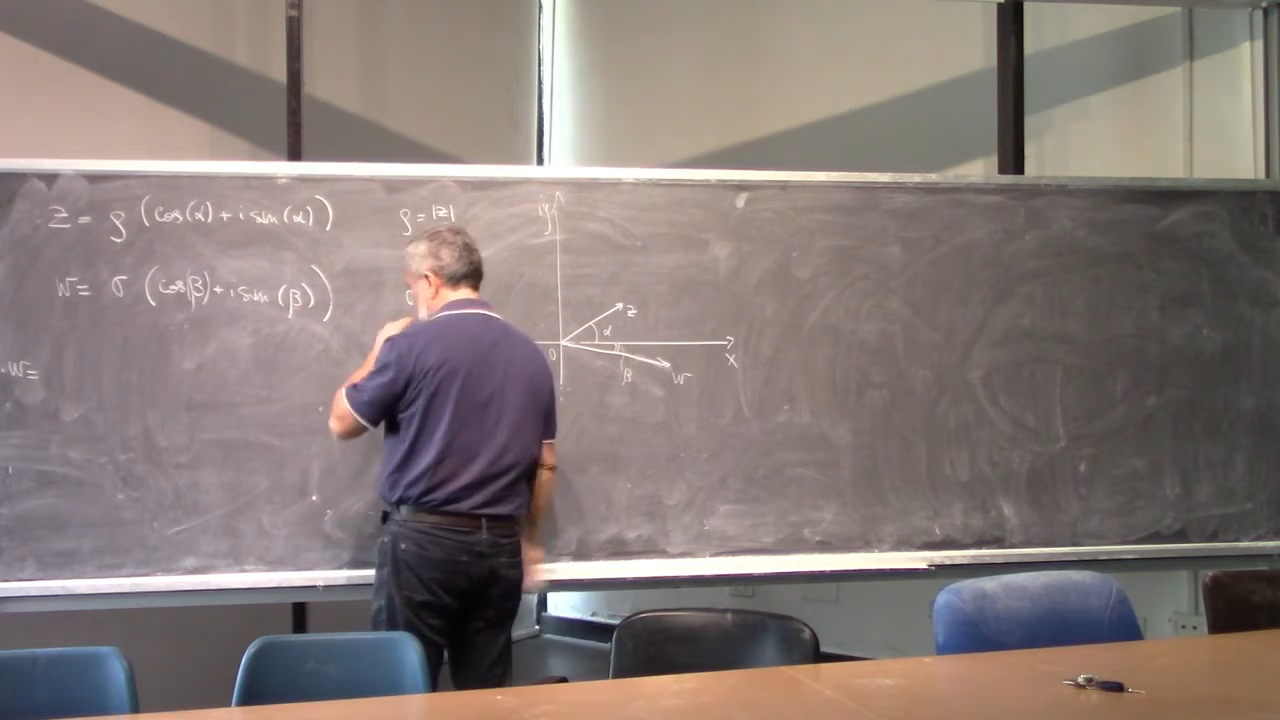 z = ρ (cos(α) + i sin(α))
ρ = |z|
w = σ (cos(β) + i sin(β))
·w=
iy
z
α
0
x
β
w